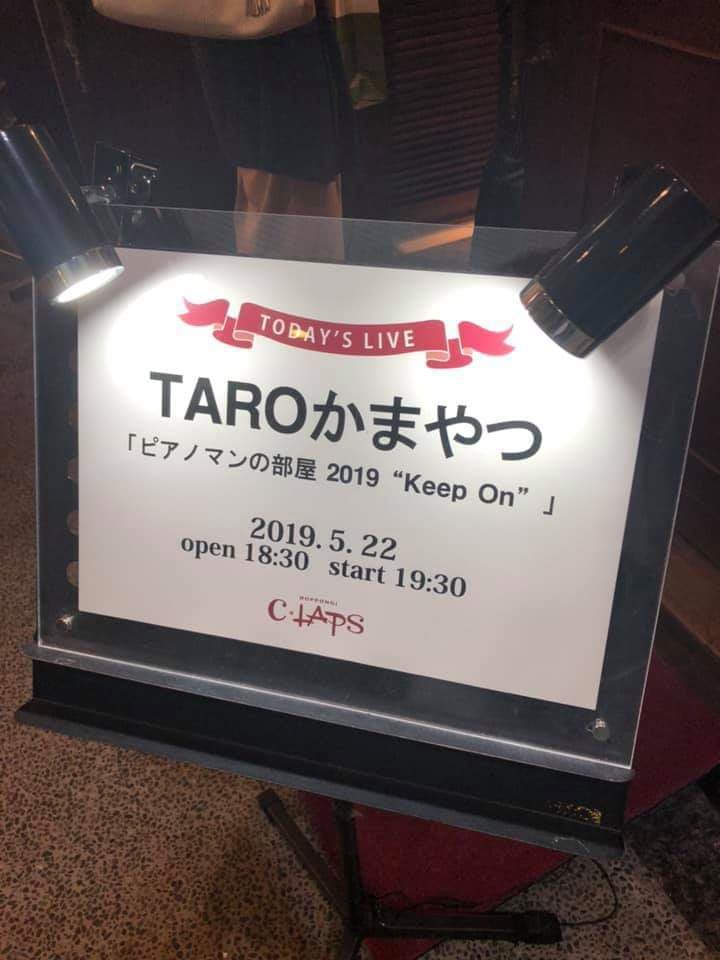 TODAY'S LIVE
TAROかまやつ
「ピアノマンの部屋 2019 “Keep On”」
2019. 5. 22
open 18:30 start 19:30
ROPPONGI
C★LAPS